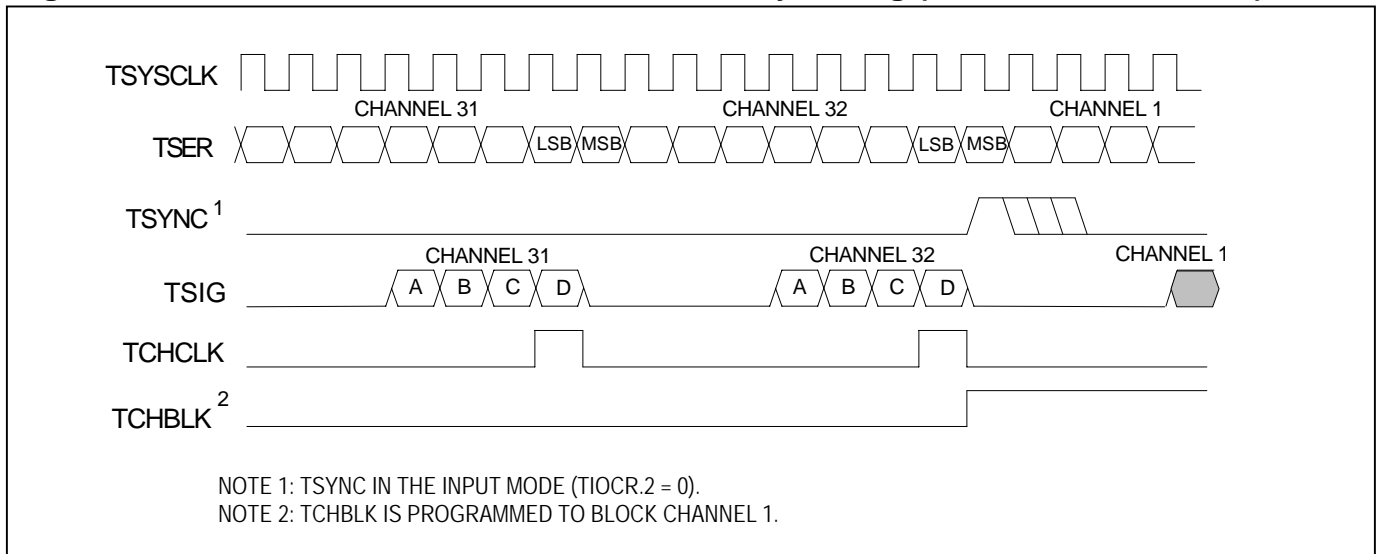 TSYSCLK
CHANNEL 31 CHANNEL 32 CHANNEL 1
TSER LSB MSB LSB MSB
TSYNC 1
CHANNEL 31 CHANNEL 32 CHANNEL 1
TSIG A B C D A B C D
TCHCLK
TCHBLK 2
NOTE 1: TSYNC IN THE INPUT MODE (TIOCR.2 = 0).
NOTE 2: TCHBLK IS PROGRAMMED TO BLOCK CHANNEL 1.